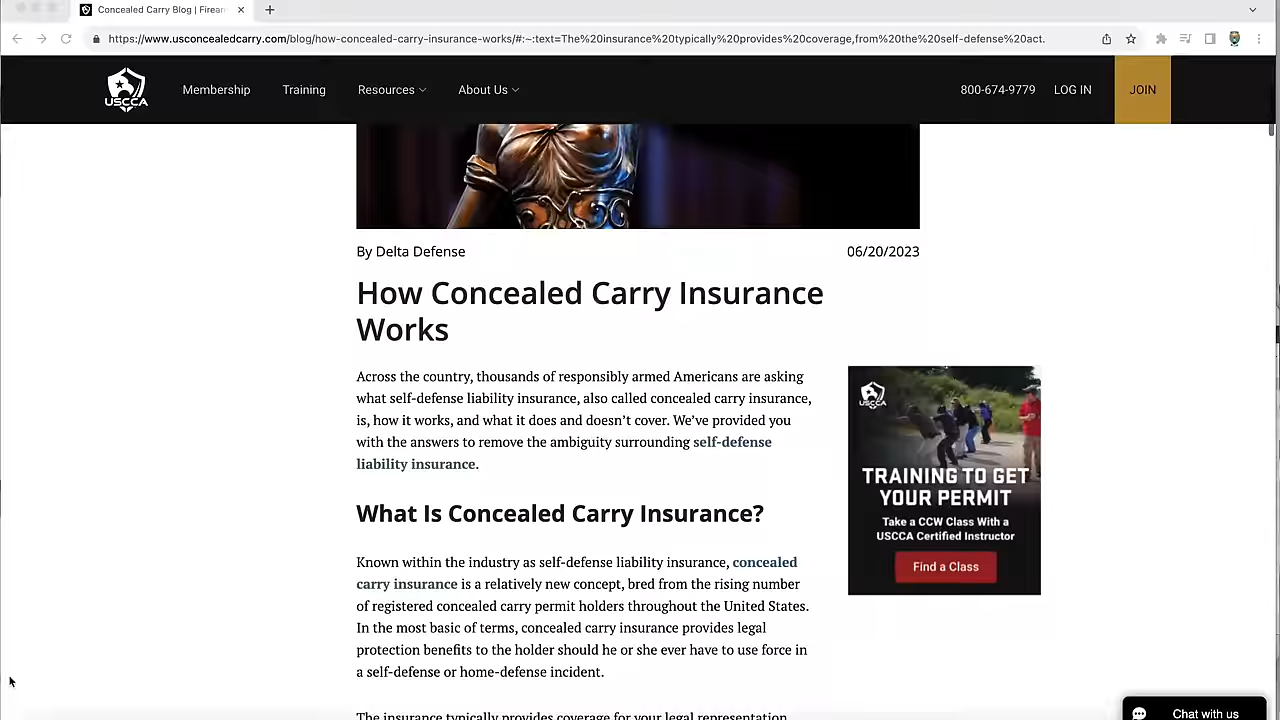 Concealed Carry Blog | Firear
https://www.usconcealedcarry.com/blog/how-concealed-carry-insurance-works/#:~:text=The%20insurance%20typically%20provides%20coverage,from%20the%20self-defense%20act.
USCCA
Membership
Training
Resources
About Us
800-674-9779
LOG IN
JOIN
By Delta Defense
06/20/2023
How Concealed Carry Insurance
Works
Across the country, thousands of responsibly armed Americans are asking
what self-defense liability insurance, also called concealed carry insurance,
is, how it works, and what it does and doesn’t cover. We’ve provided you
with the answers to remove the ambiguity surrounding self-defense
liability insurance.
What Is Concealed Carry Insurance?
Known within the industry as self-defense liability insurance, concealed
carry insurance is a relatively new concept, bred from the rising number
of registered concealed carry permit holders throughout the United States.
In the most basic of terms, concealed carry insurance provides legal
protection benefits to the holder should he or she ever have to use force in
a self-defense or home-defense incident.
The insurance typically provides coverage for your legal representation
USCCA
TRAINING TO GET
YOUR PERMIT
Take a CCW Class With a
USCCA Certified Instructor
Find a Class
Chat with us